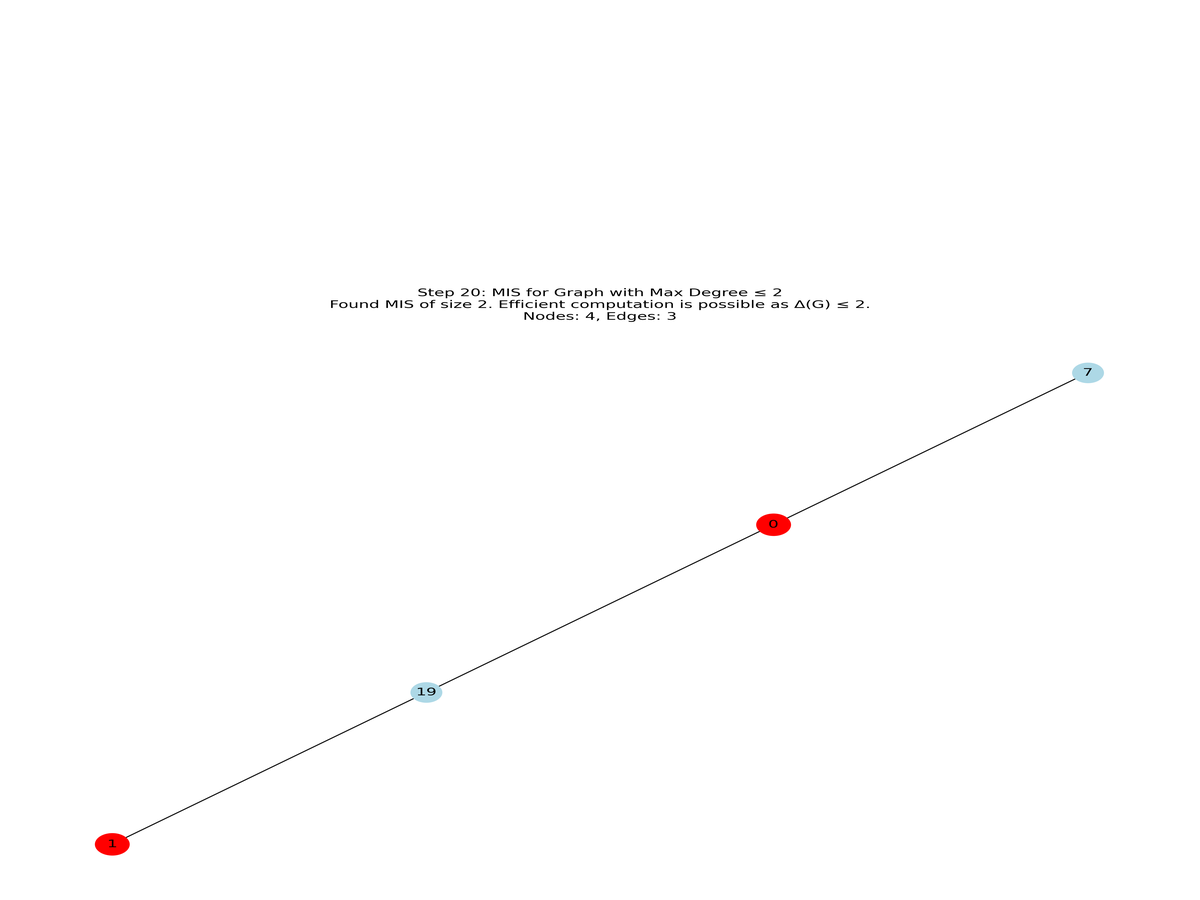 Step 20: MIS for Graph with Max Degree ≤ 2
Found MIS of size 2. Efficient computation is possible as Δ(G) ≤ 2.
Nodes: 4, Edges: 3
7
0
19
1